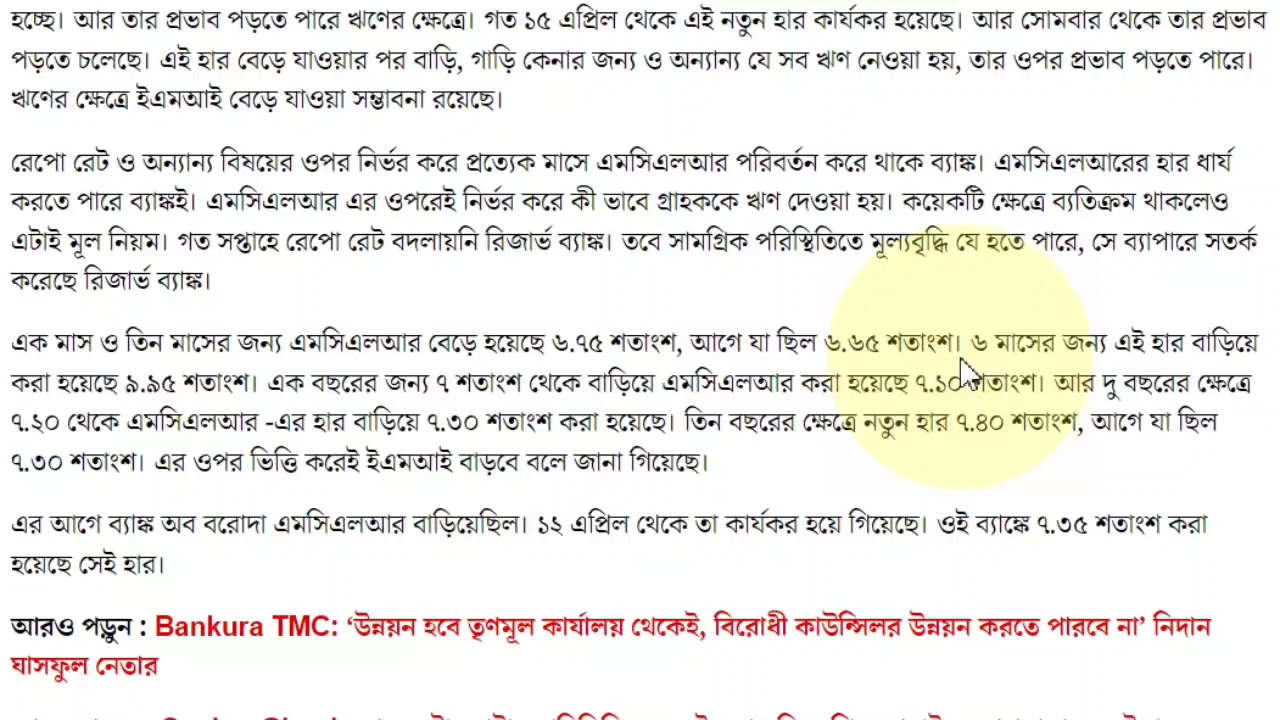 হচ্ছে। আর তার প্রভাব পড়তে পারে ঋণের ক্ষেত্রে। গত ১৫ এপ্রিল থেকে এই নতুন হার কার্যকর হয়েছে। আর সোমবার থেকে তার প্রভাব
পড়তে চলেছে। এই হার বেড়ে যাওয়ার পর বাড়ি, গাড়ি কেনার জন্য ও অন্যান্য যে সব ঋণ নেওয়া হয়, তার ওপর প্রভাব পড়তে পারে।
ঋণের ক্ষেত্রে ইএমআই বেড়ে যাওয়া সম্ভাবনা রয়েছে।
রেপো রেট ও অন্যান্য বিষয়ের ওপর নির্ভর করে প্রত্যেক মাসে এমসিএলআর পরিবর্তন করে থাকে ব্যাঙ্ক। এমসিএলআরের হার ধার্য
করতে পারে ব্যাঙ্কই। এমসিএলআর এর ওপরেই নির্ভর করে কী ভাবে গ্রাহককে ঋণ দেওয়া হয়। কয়েকটি ক্ষেত্রে ব্যতিক্রম থাকলেও
এটাই মূল নিয়ম। গত সপ্তাহে রেপো রেট বদলায়নি রিজার্ভ ব্যাঙ্ক। তবে সামগ্রিক পরিস্থিতিতে মূল্যবৃদ্ধি যে হতে পারে, সে ব্যাপারে সতর্ক
করেছে রিজার্ভ ব্যাঙ্ক।
এক মাস ও তিন মাসের জন্য এমসিএলআর বেড়ে হয়েছে ৬.৭৫ শতাংশ, আগে যা ছিল ৬.৬৫ শতাংশ। ৬ মাসের জন্য এই হার বাড়িয়ে
করা হয়েছে ৯.৯৫ শতাংশ। এক বছরের জন্য ৭ শতাংশ থেকে বাড়িয়ে এমসিএলআর করা হয়েছে ৭.১০ শতাংশ। আর দু বছরের ক্ষেত্রে
৭.২০ থেকে এমসিএলআর -এর হার বাড়িয়ে ৭.৩০ শতাংশ করা হয়েছে। তিন বছরের ক্ষেত্রে নতুন হার ৭.৪০ শতাংশ, আগে যা ছিল
৭.৩০ শতাংশ। এর ওপর ভিত্তি করেই ইএমআই বাড়বে বলে জানা গিয়েছে।
এর আগে ব্যাঙ্ক অব বরোদা এমসিএলআর বাড়িয়েছিল। ১২ এপ্রিল থেকে তা কার্যকর হয়ে গিয়েছে। ওই ব্যাঙ্কে ৭.৩৫ শতাংশ করা
হয়েছে সেই হার।
আরও পড়ুন : Bankura TMC: ‘উন্নয়ন হবে তৃণমূল কার্যালয় থেকেই, বিরোধী কাউন্সিলর উন্নয়ন করতে পারবে না’ নিদান
ঘাসফুল নেতার